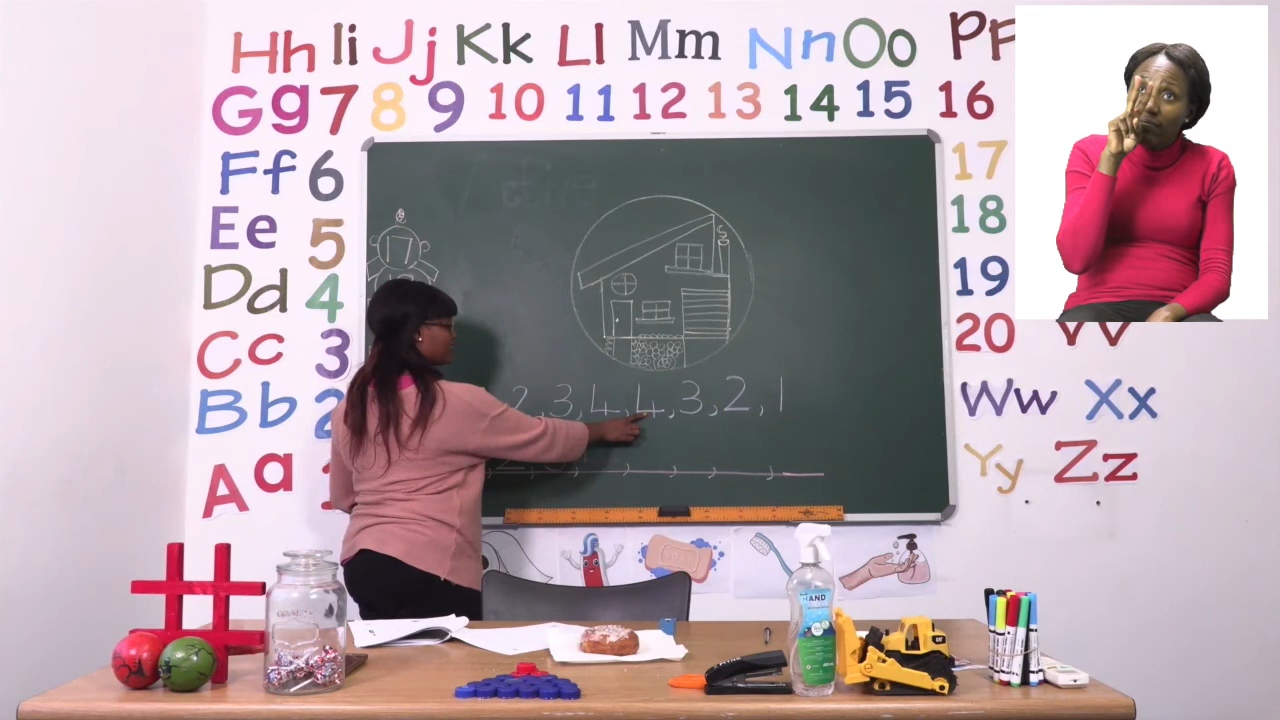 Hh Ii Jj Kk Ll Mm Nn Oo
Gg 7 8 9 10 11 12 13 14 15 16
Ff 6 17
Ee 5 18
Dd 4 19
Cc 3 20
Bb 2 Ww Xx
Aa Yy Zz
17
2, 3, 4, 4, 3, 2, 1
HAND
CAT